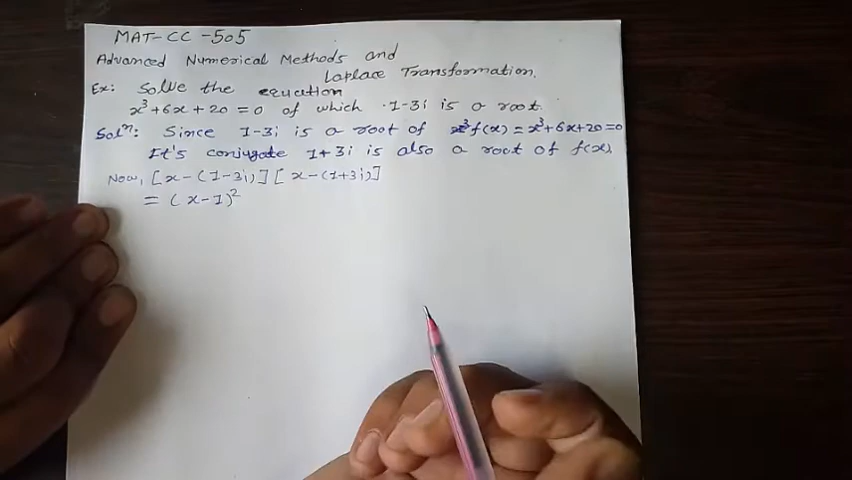 MAT-CC-505
Advanced Numerical Methods and
Laplace Transformation.
Ex: Solve the equation
x³+6x+20=0 of which 1-3i is a root.
Solⁿ: Since 1-3i is a root of f(x)=x³+6x+20=0
It's conjugate 1+3i is also a root of f(x).
Now, [x-(1-3i)][x-(1+3i)]
= (x-1)²